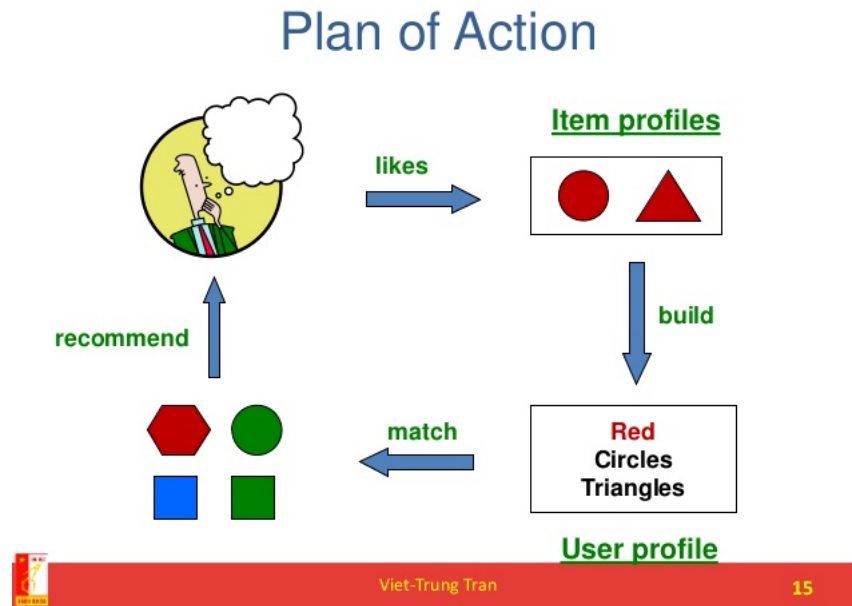 Plan of Action
likes
Item profiles
build
recommend
match
Red
Circles
Triangles
User profile
Viet-Trung Tran
15